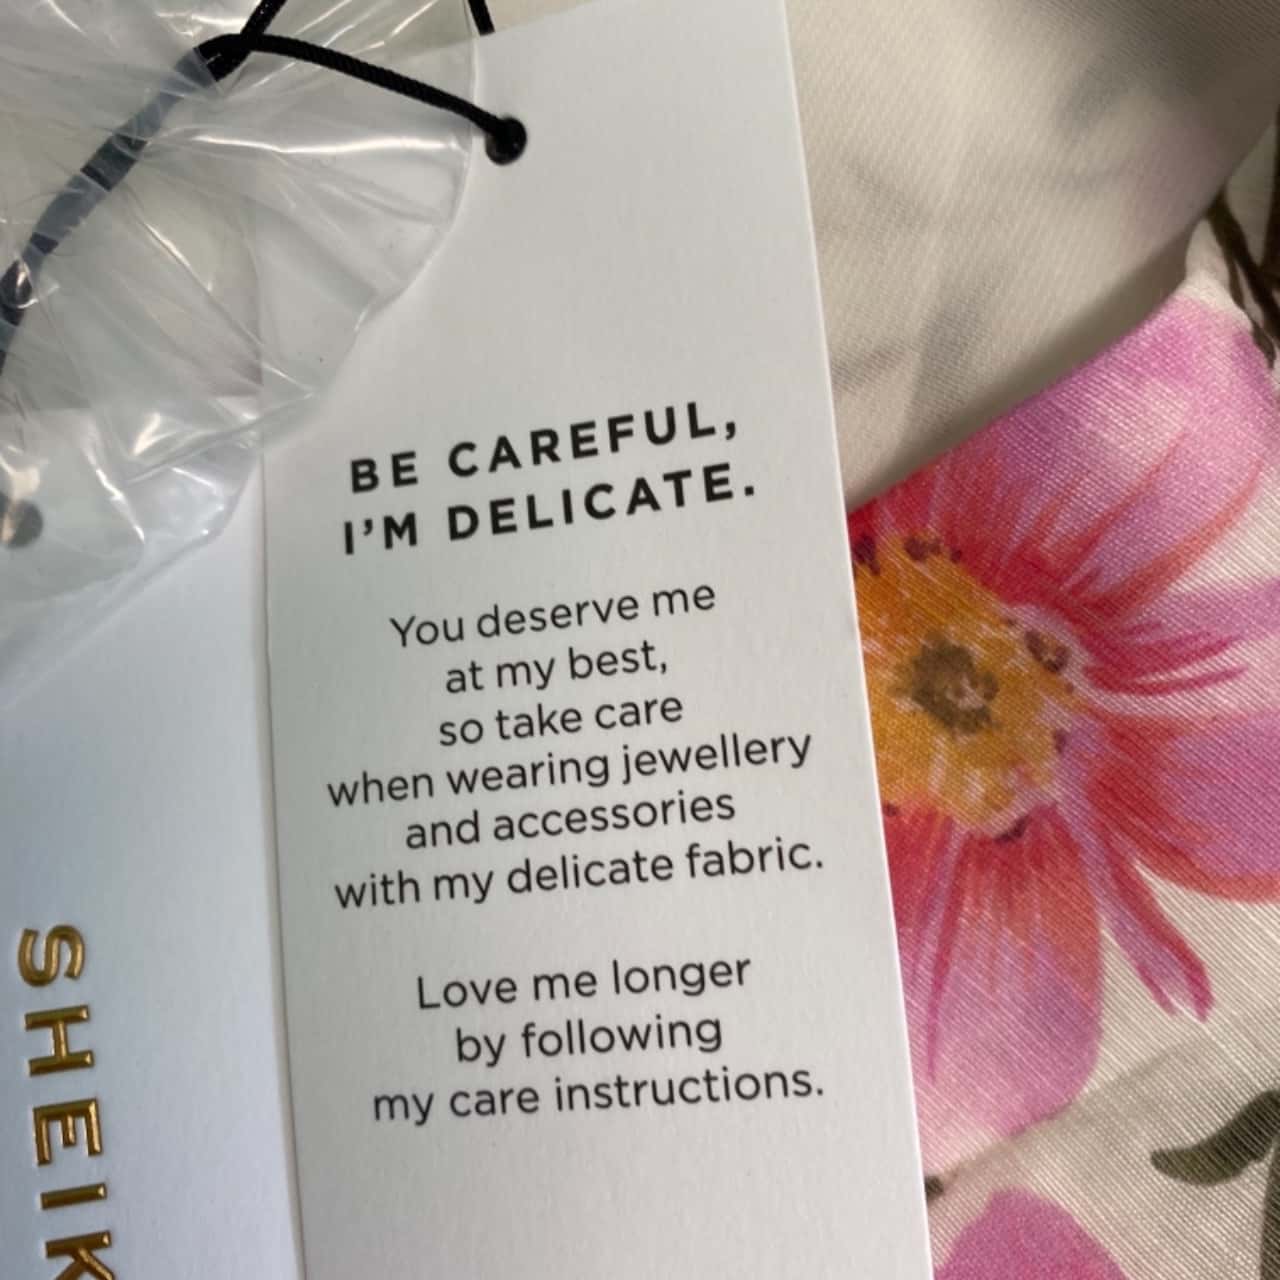 BE CAREFUL,
I'M DELICATE.
You deserve me
at my best,
so take care
when wearing jewellery
and accessories
with my delicate fabric.
Love me longer
by following
my care instructions.
SHEIK